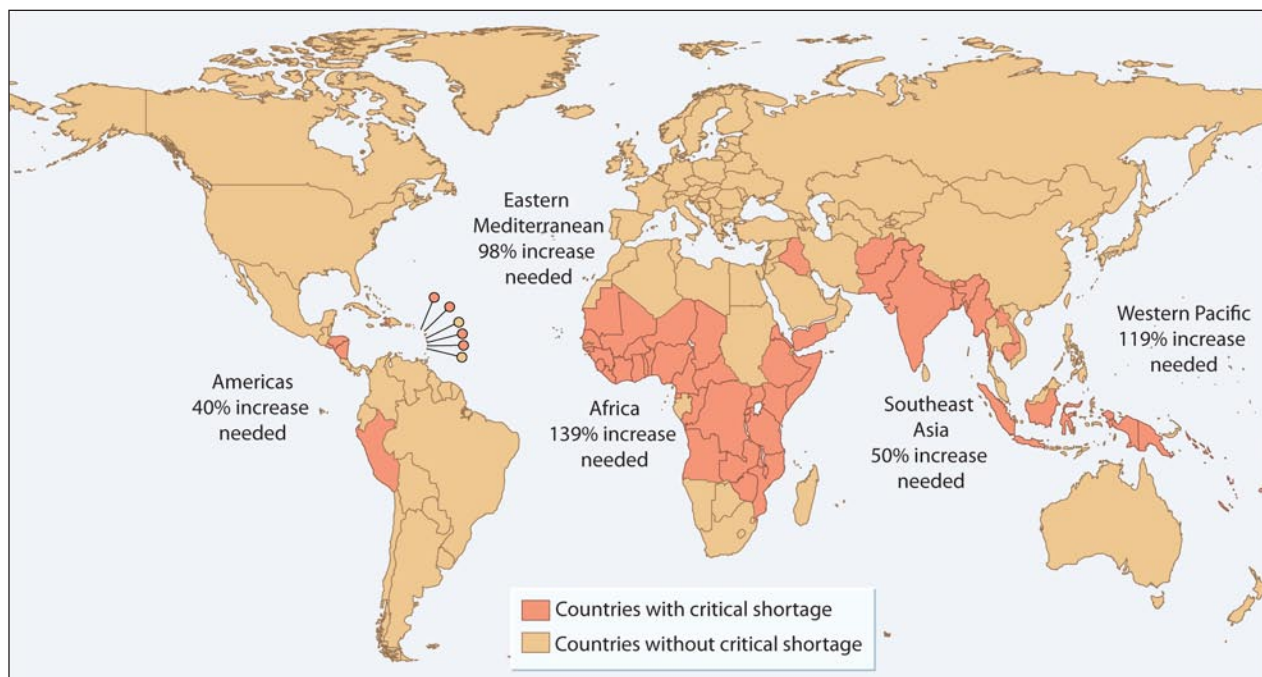 Eastern
Mediterranean
98% increase
needed
Western Pacific
119% increase
needed
Americas
40% increase
needed
Africa
139% increase
needed
Southeast
Asia
50% increase
needed
Countries with critical shortage
Countries without critical shortage